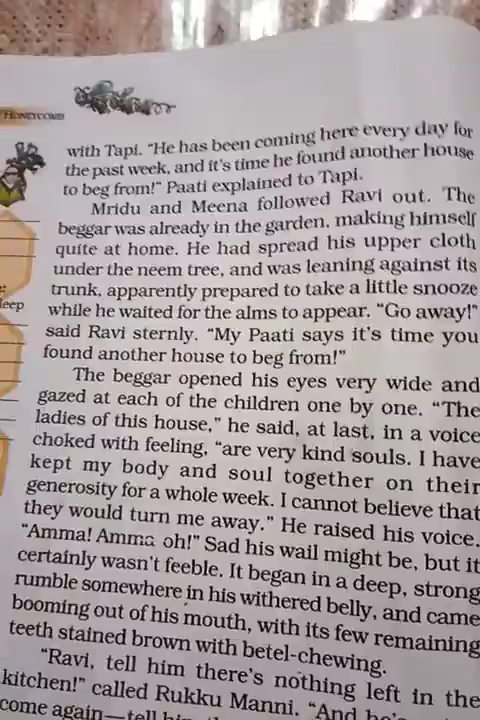 HONEYCOMB
with Tapi. “He has been coming here every day for
the past week, and it's time he found another house
to beg from!” Paati explained to Tapi.
Mridu and Meena followed Ravi out. The
beggar was already in the garden, making himself
quite at home. He had spread his upper cloth
under the neem tree, and was leaning against its
trunk, apparently prepared to take a little snooze
while he waited for the alms to appear. “Go away!”
said Ravi sternly. “My Paati says it's time you
found another house to beg from!”
The beggar opened his eyes very wide and
gazed at each of the children one by one. “The
ladies of this house,” he said, at last, in a voice
choked with feeling, “are very kind souls. I have
kept my body and soul together on their
generosity for a whole week. I cannot believe that
they would turn me away.” He raised his voice.
“Amma! Amma oh!” Sad his wail might be, but it
certainly wasn't feeble. It began in a deep, strong
rumble somewhere in his withered belly, and came
booming out of his mouth, with its few remaining
teeth stained brown with betel-chewing.
“Ravi, tell him there's nothing left in the
kitchen!” called Rukku Manni. “And
come again—tell